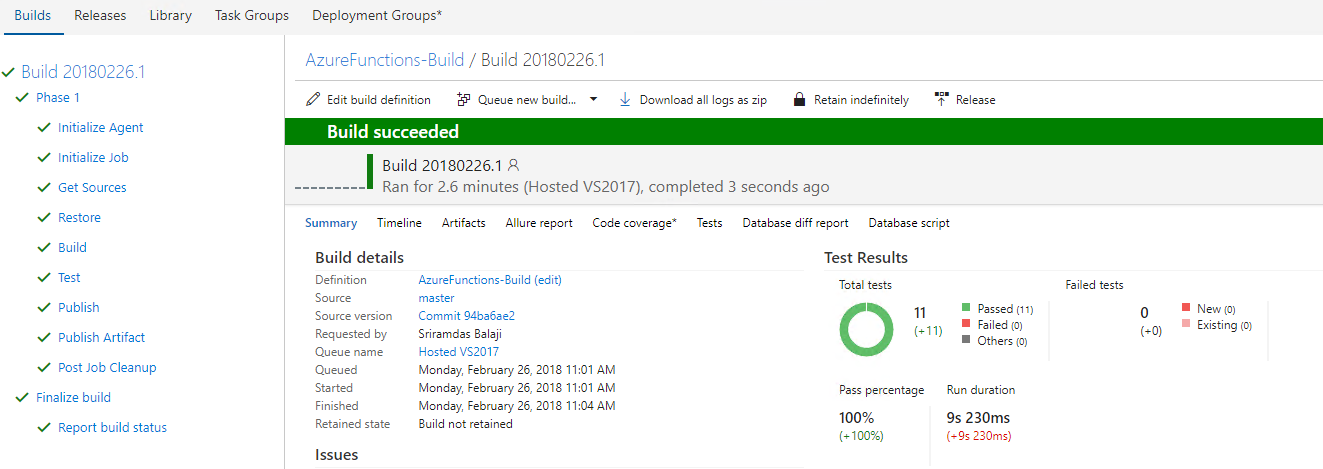 Builds Releases Library Task Groups Deployment Groups*
Build 20180226.1
Phase 1
Initialize Agent
Initialize Job
Get Sources
Restore
Build
Test
Publish
Publish Artifact
Post Job Cleanup
Finalize build
Report build status
AzureFunctions-Build / Build 20180226.1
Edit build definition Queue new build... Download all logs as zip Retain indefinitely Release
Build succeeded
Build 20180226.1
Ran for 2.6 minutes (Hosted VS2017), completed 3 seconds ago
Summary Timeline Artifacts Allure report Code coverage* Tests Database diff report Database script
Build details
Definition AzureFunctions-Build (edit)
Source master
Source version Commit 94ba6ae2
Requested by Sriramdas Balaji
Queue name Hosted VS2017
Queued Monday, February 26, 2018 11:01 AM
Started Monday, February 26, 2018 11:01 AM
Finished Monday, February 26, 2018 11:04 AM
Retained state Build not retained
Issues
Test Results
Total tests
11
(+11)
Passed (11)
Failed (0)
Others (0)
Failed tests
0
(+0)
New (0)
Existing (0)
Pass percentage
100%
(+100%)
Run duration
9s 230ms
(+9s 230ms)